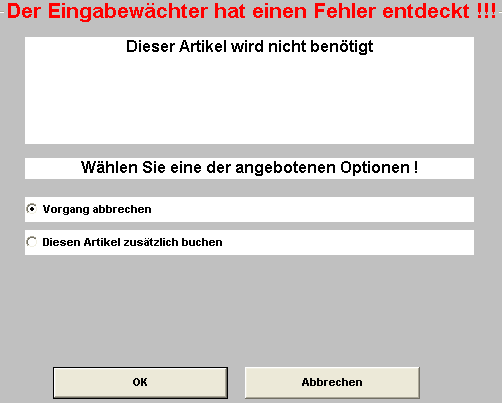 Der Eingabewächter hat einen Fehler entdeckt !!!
Dieser Artikel wird nicht benötigt
Wählen Sie eine der angebotenen Optionen !
Vorgang abbrechen
Diesen Artikel zusätzlich buchen
OK
Abbrechen